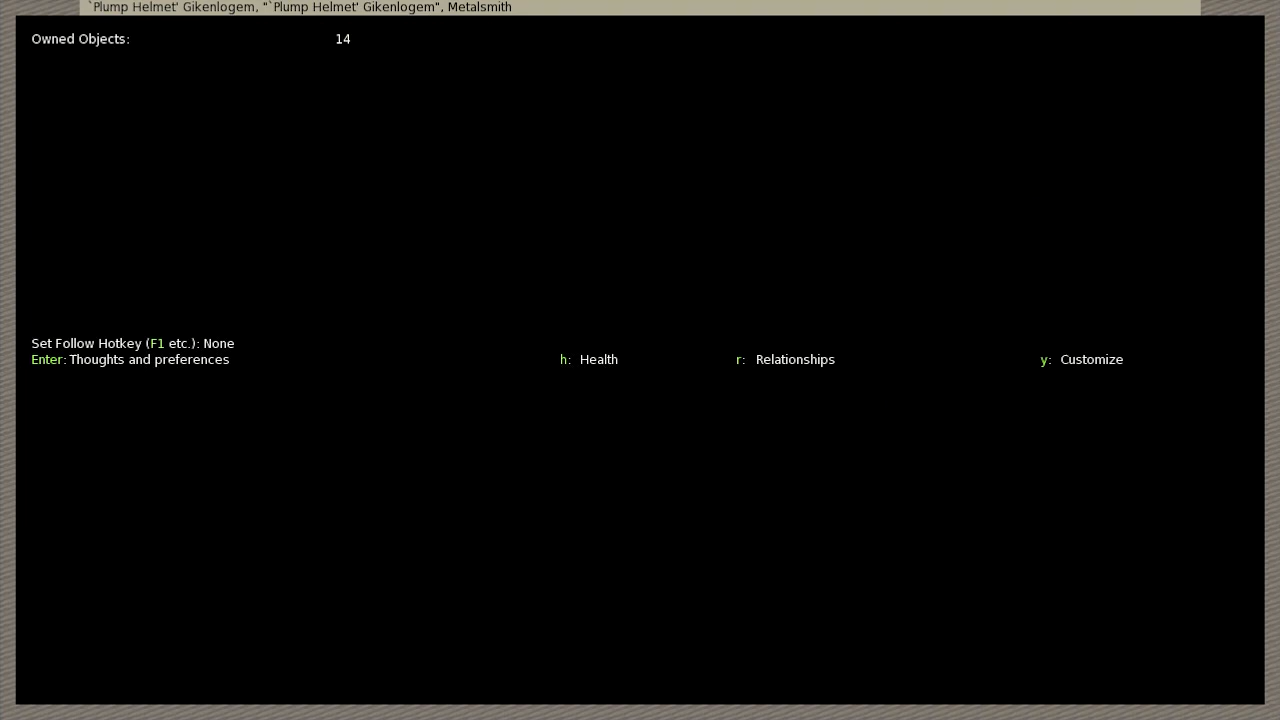 `Plump Helmet' Gikenlogem, "`Plump Helmet' Gikenlogem", Metalsmith
Owned Objects: 14
Set Follow Hotkey (F1 etc.): None
Enter: Thoughts and preferences h: Health r: Relationships y: Customize